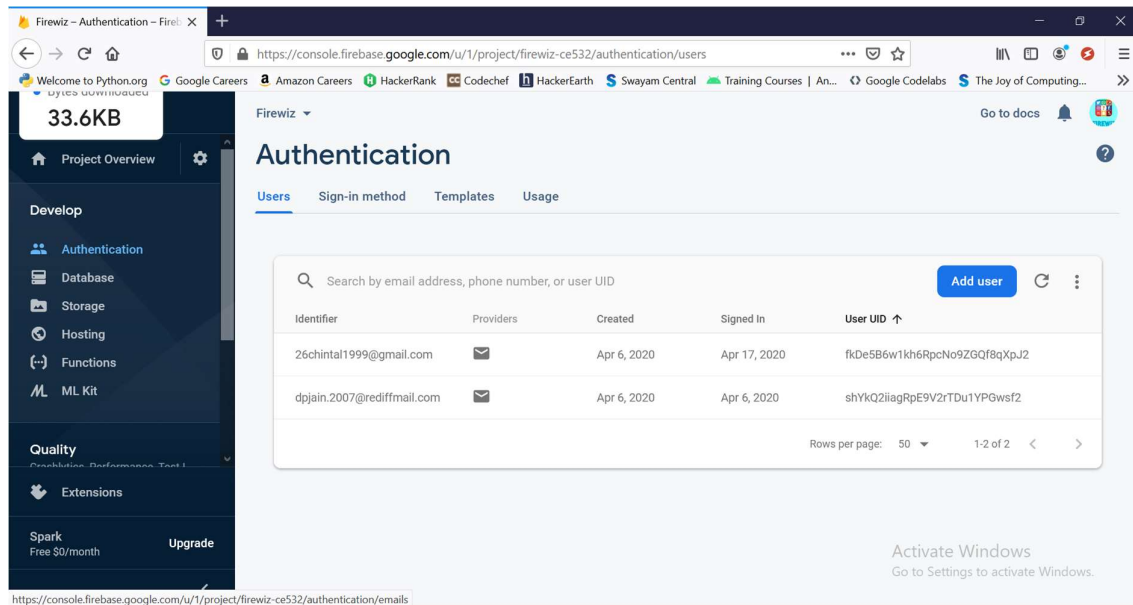 Firewiz – Authentication – Fireb
https://console.firebase.google.com/u/1/project/firewiz-ce532/authentication/users
Welcome to Python.org Google Careers Amazon Careers HackerRank Codechef HackerEarth Swayam Central Training Courses | An... Google Codelabs The Joy of Computing...
Bytes downloaded
33.6KB
Firewiz Go to docs
Project Overview
Authentication
Users Sign-in method Templates Usage
Develop
Authentication
Database
Storage
Hosting
Functions
ML Kit
Quality
Crashlytics, Performance, Test L
Extensions
Spark
Free $0/month
Upgrade
Search by email address, phone number, or user UID Add user
Identifier Providers Created Signed In User UID
26chintal1999@gmail.com Apr 6, 2020 Apr 17, 2020 fkDe5B6w1kh6RpcNo9ZGQf8qXpJ2
dpjain.2007@rediffmail.com Apr 6, 2020 Apr 6, 2020 shYkQ2iiagRpE9V2rTDu1YPGwsf2
Rows per page: 50 1-2 of 2
Activate Windows
Go to Settings to activate Windows.
https://console.firebase.google.com/u/1/project/firewiz-ce532/authentication/emails